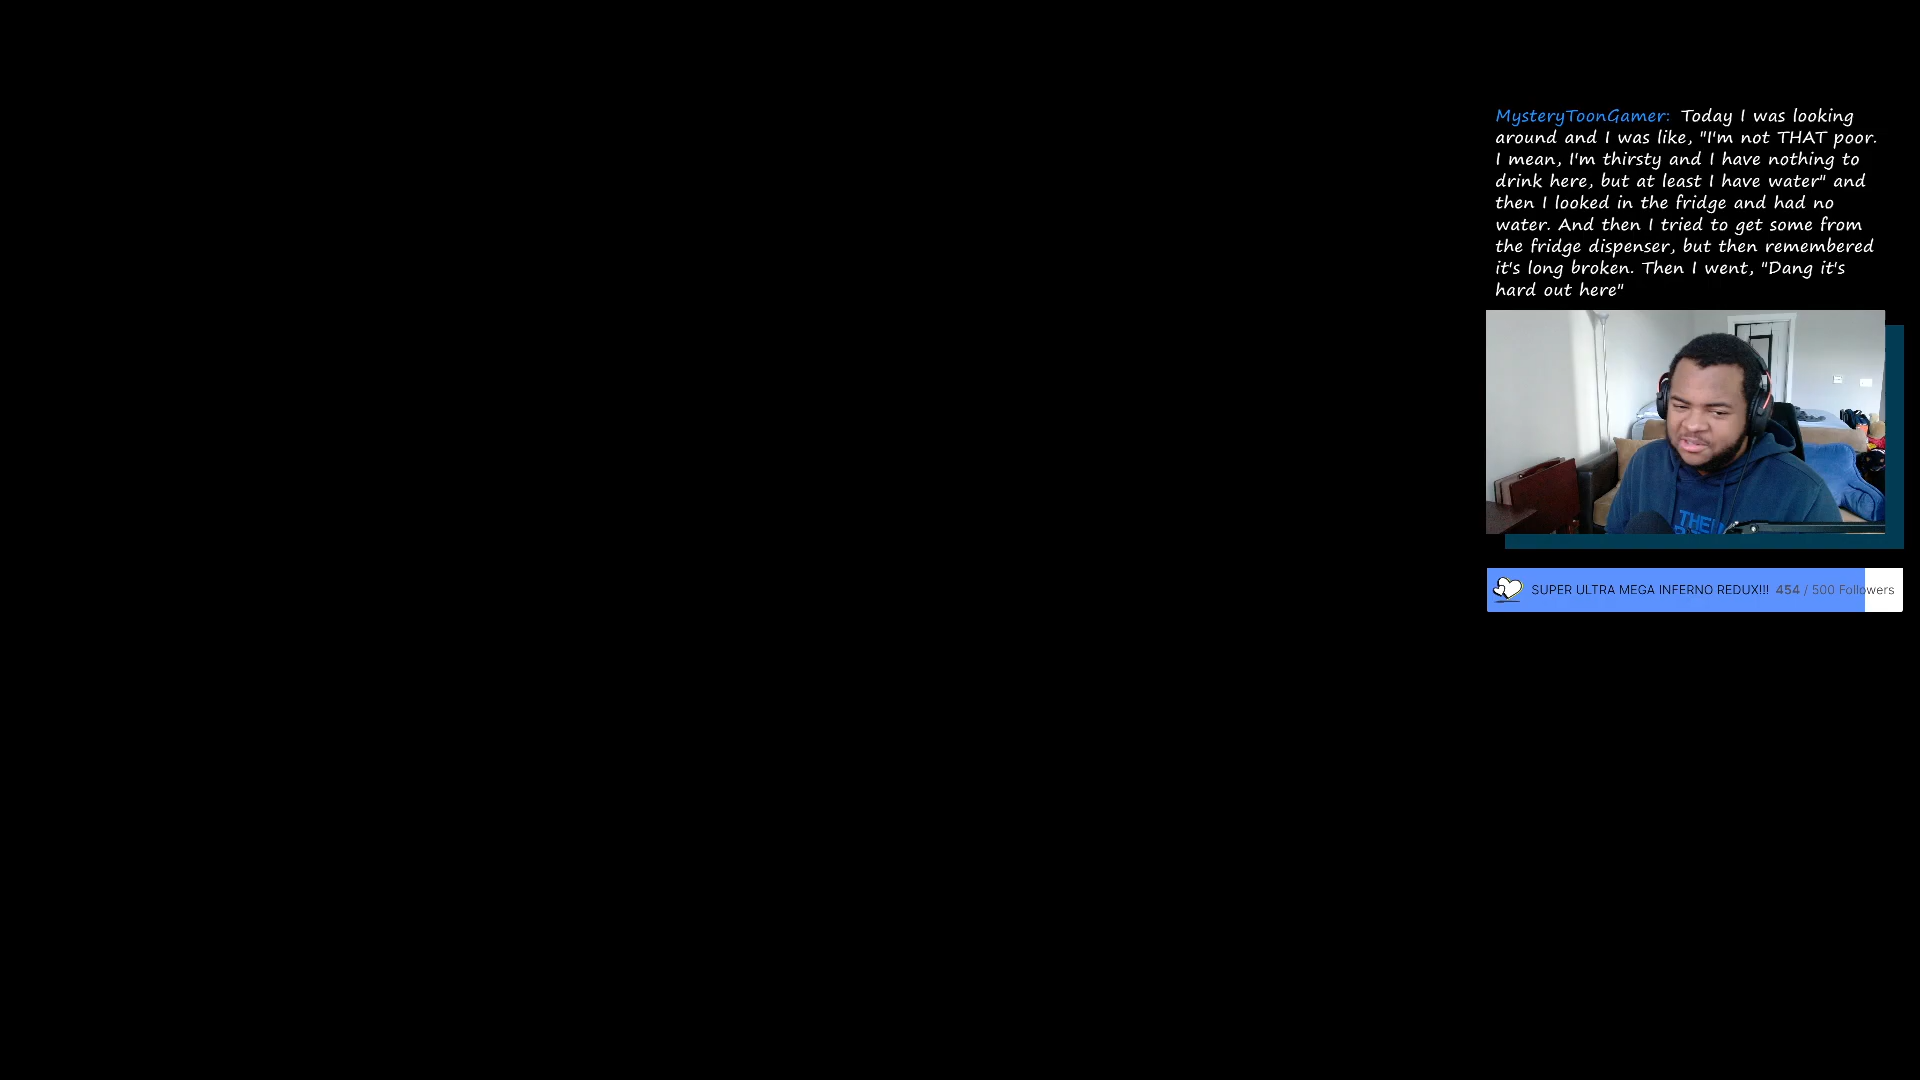 MysteryToonGamer: Today I was looking
around and I was like, "I'm not THAT poor.
I mean, I'm thirsty and I have nothing to
drink here, but at least I have water" and
then I looked in the fridge and had no
water. And then I tried to get some from
the fridge dispenser, but then remembered
it's long broken. Then I went, "Dang it's
hard out here"
SUPER ULTRA MEGA INFERNO REDUX!!! 454 / 500 Followers